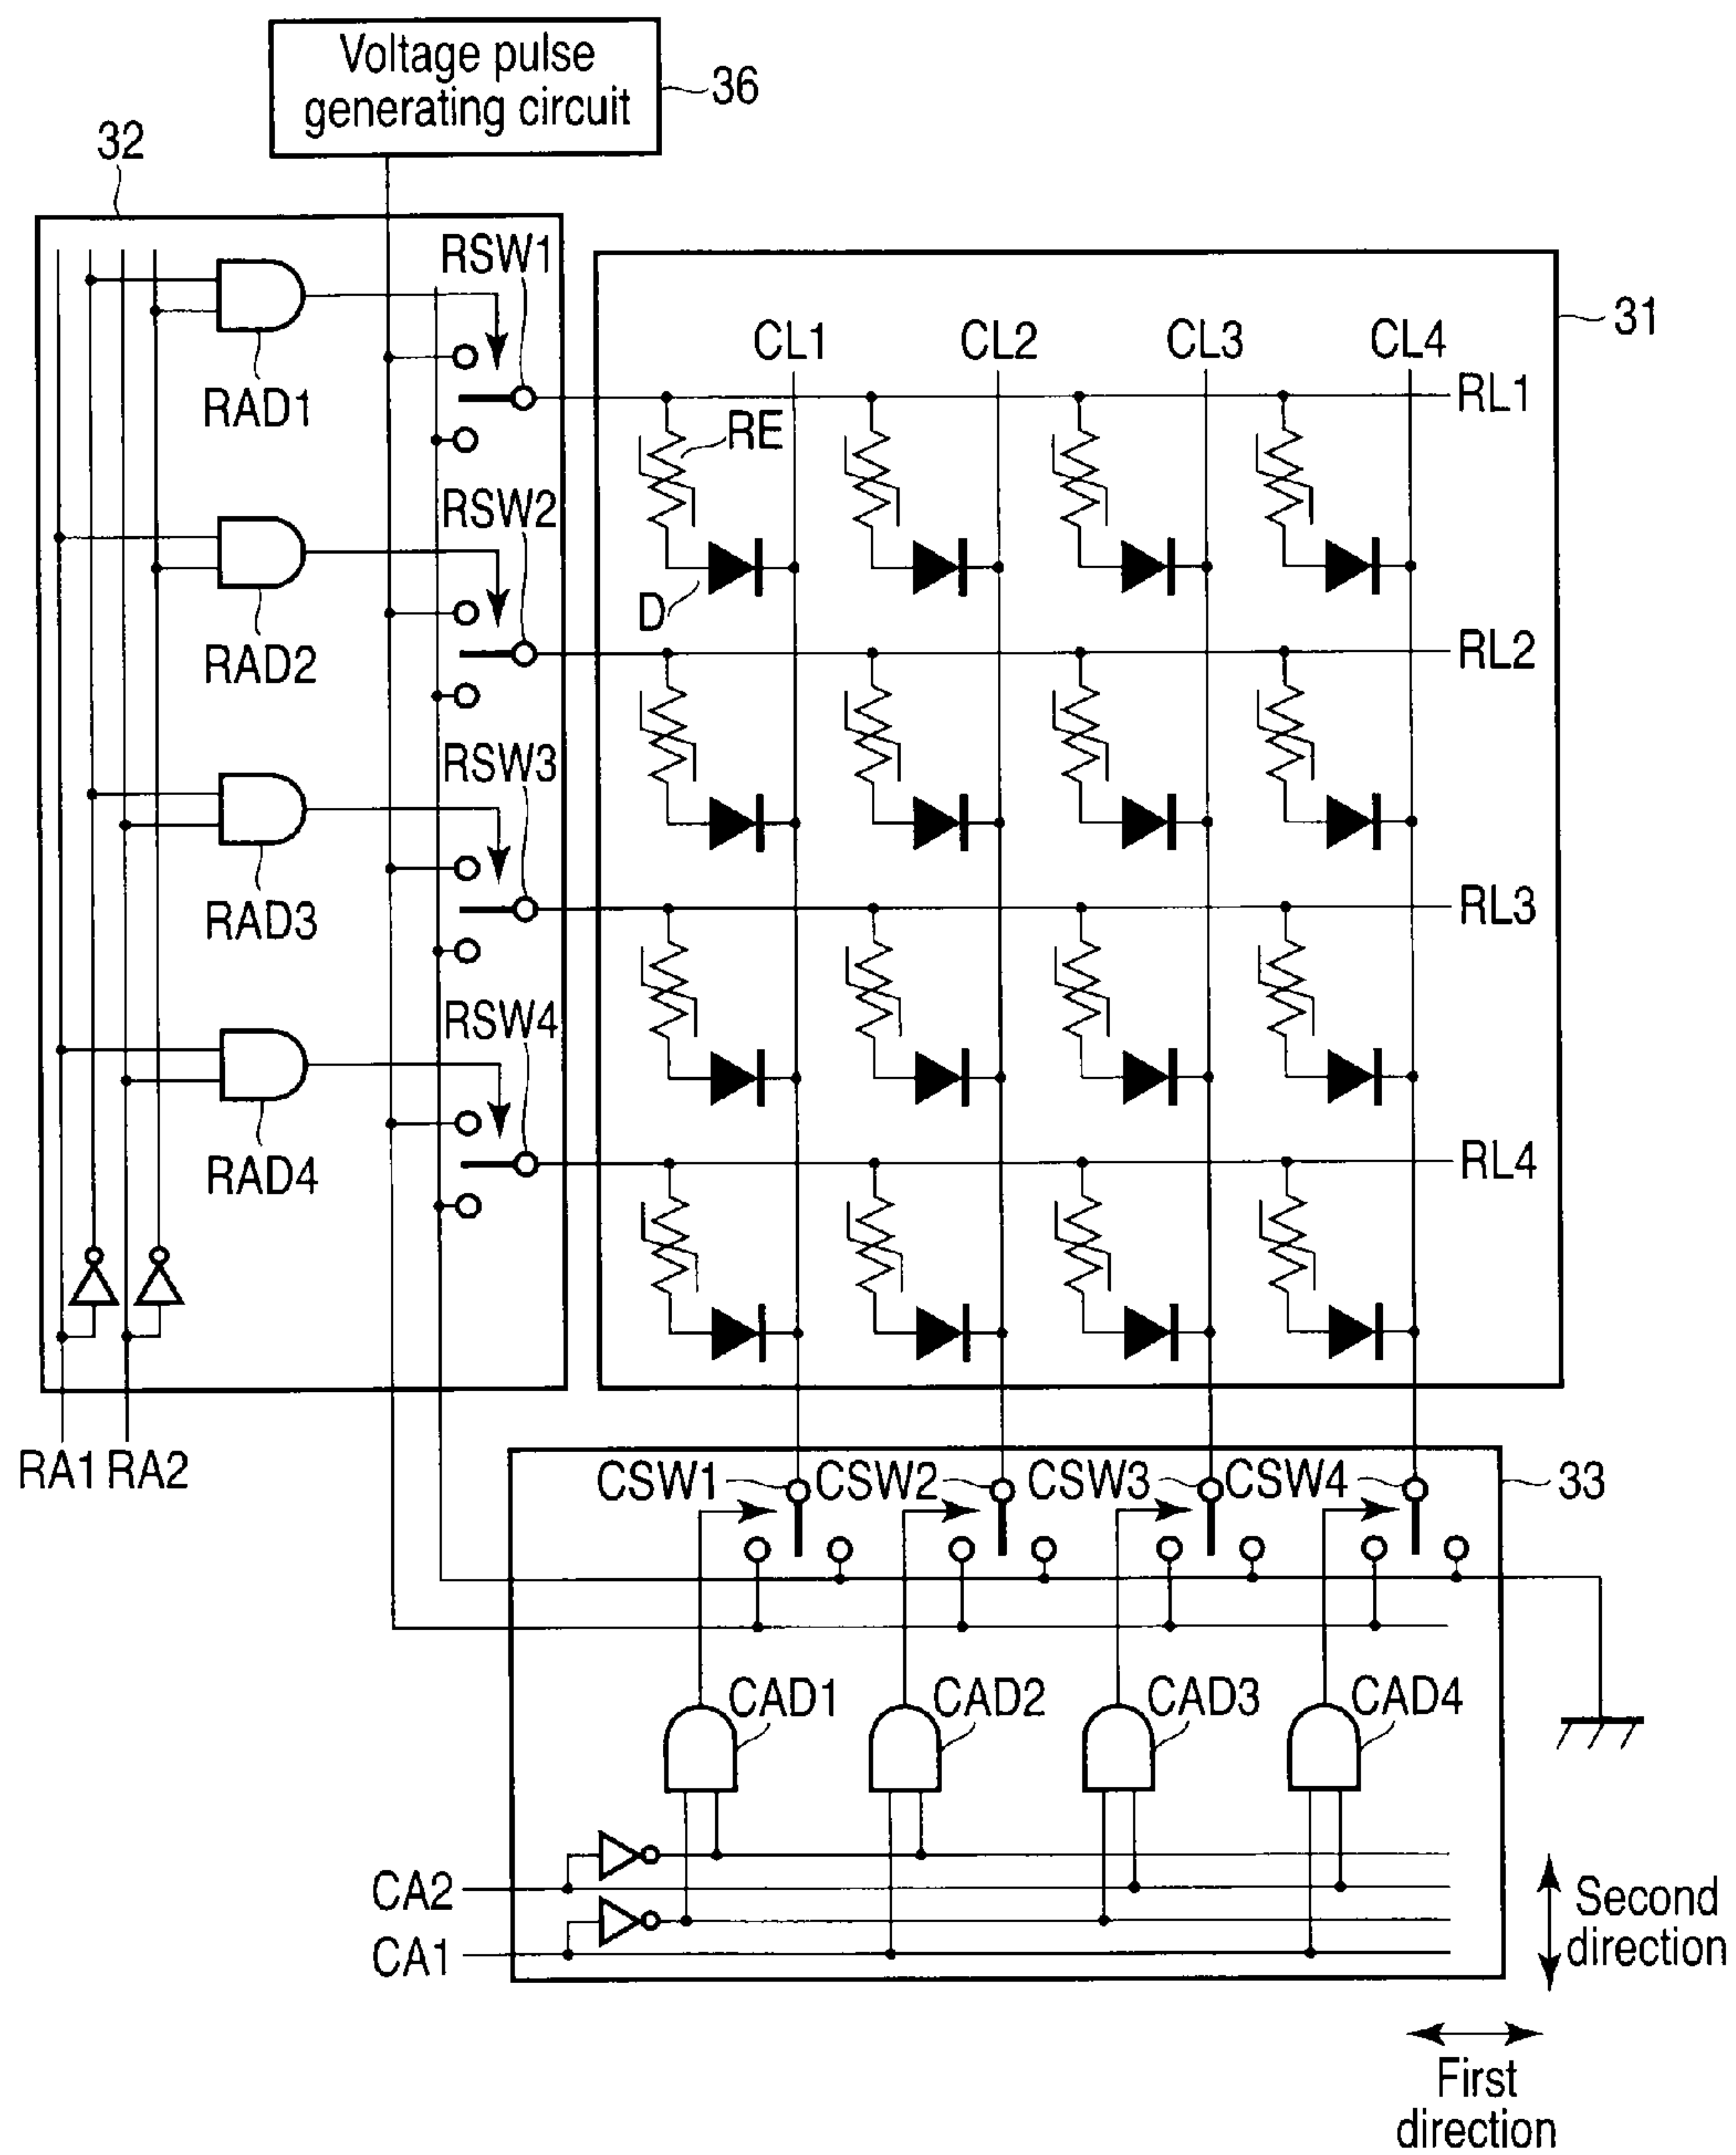 Voltage pulse
generating circuit
36
32
RSW1
31
CL1
CL2
CL3
CL4
RL1
RAD1
RE
RSW2
D
RL2
RAD2
RSW3
RL3
RAD3
RSW4
RL4
RAD4
RA1
RA2
CSW1
CSW2
CSW3
CSW4
33
CAD1
CAD2
CAD3
CAD4
CA2
CA1
Second
direction
First
direction